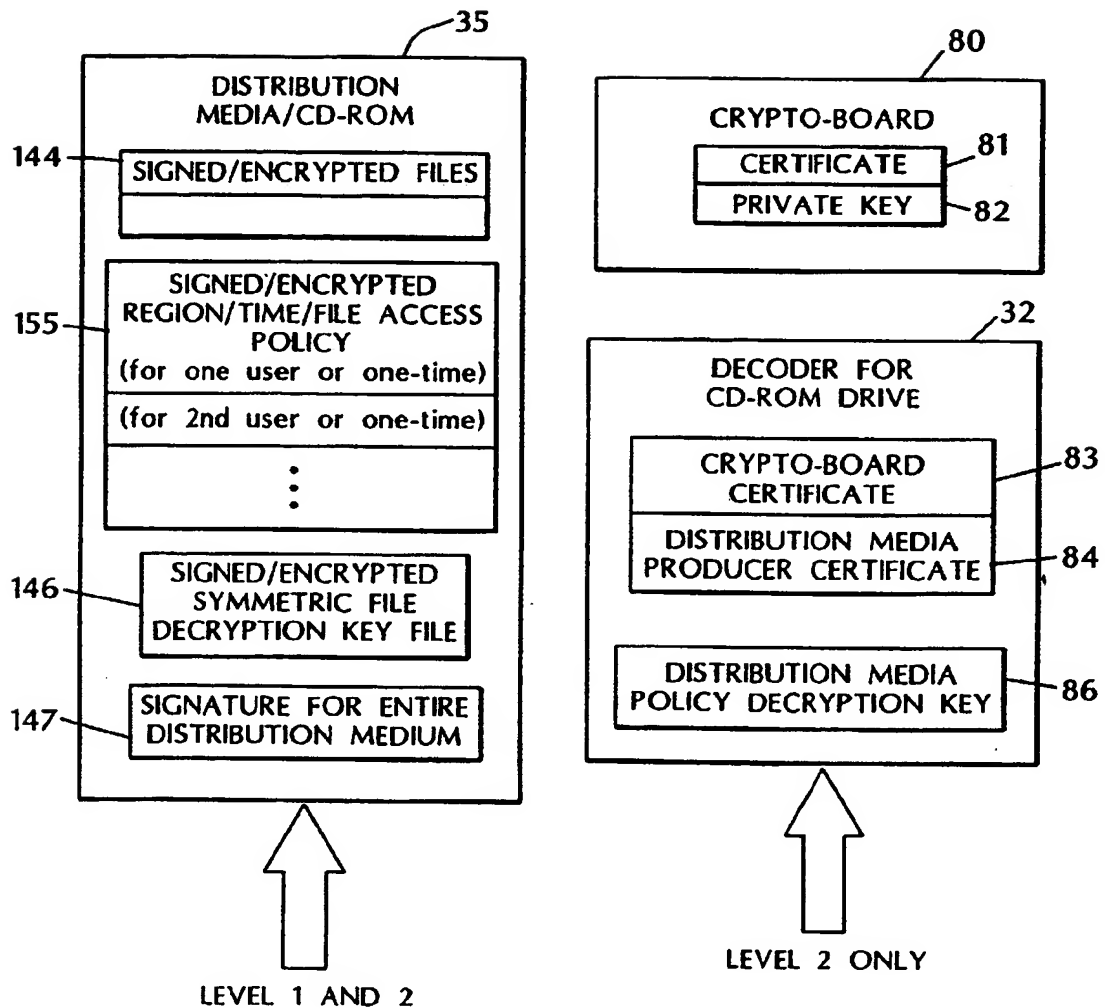 35
DISTRIBUTION
MEDIA/CD-ROM
144
SIGNED/ENCRYPTED FILES
155
SIGNED/ENCRYPTED
REGION/TIME/FILE ACCESS
POLICY
(for one user or one-time)
(for 2nd user or one-time)
146
SIGNED/ENCRYPTED
SYMMETRIC FILE
DECRYPTION KEY FILE
147
SIGNATURE FOR ENTIRE
DISTRIBUTION MEDIUM
LEVEL 1 AND 2
80
CRYPTO-BOARD
81
CERTIFICATE
PRIVATE KEY
82
32
DECODER FOR
CD-ROM DRIVE
83
CRYPTO-BOARD
CERTIFICATE
DISTRIBUTION MEDIA
PRODUCER CERTIFICATE
84
DISTRIBUTION MEDIA
POLICY DECRYPTION KEY
86
LEVEL 2 ONLY